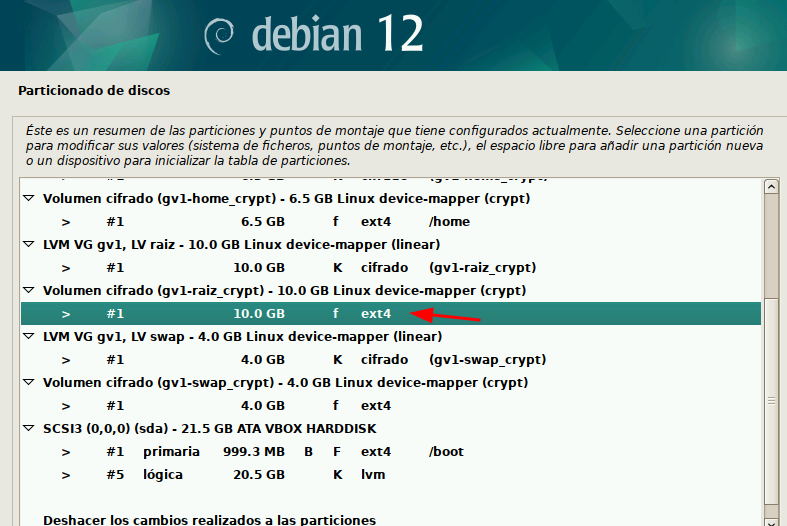 debian 12
Particionado de discos
Éste es un resumen de las particiones y puntos de montaje que tiene configurados actualmente. Seleccione una partición
para modificar sus valores (sistema de ficheros, puntos de montaje, etc.), el espacio libre para añadir una partición nueva
o un dispositivo para inicializar la tabla de particiones.
Volumen cifrado (gv1-home_crypt) - 6.5 GB Linux device-mapper (crypt)
> #1 6.5 GB f ext4 /home
LVM VG gv1, LV raiz - 10.0 GB Linux device-mapper (linear)
> #1 10.0 GB K cifrado (gv1-raiz_crypt)
Volumen cifrado (gv1-raiz_crypt) - 10.0 GB Linux device-mapper (crypt)
> #1 10.0 GB f ext4
LVM VG gv1, LV swap - 4.0 GB Linux device-mapper (linear)
> #1 4.0 GB K cifrado (gv1-swap_crypt)
Volumen cifrado (gv1-swap_crypt) - 4.0 GB Linux device-mapper (crypt)
> #1 4.0 GB f ext4
SCSI3 (0,0,0) (sda) - 21.5 GB ATA VBOX HARDDISK
> #1 primaria 999.3 MB B F ext4 /boot
> #5 lógica 20.5 GB K lvm
Deshacer los cambios realizados a las particiones